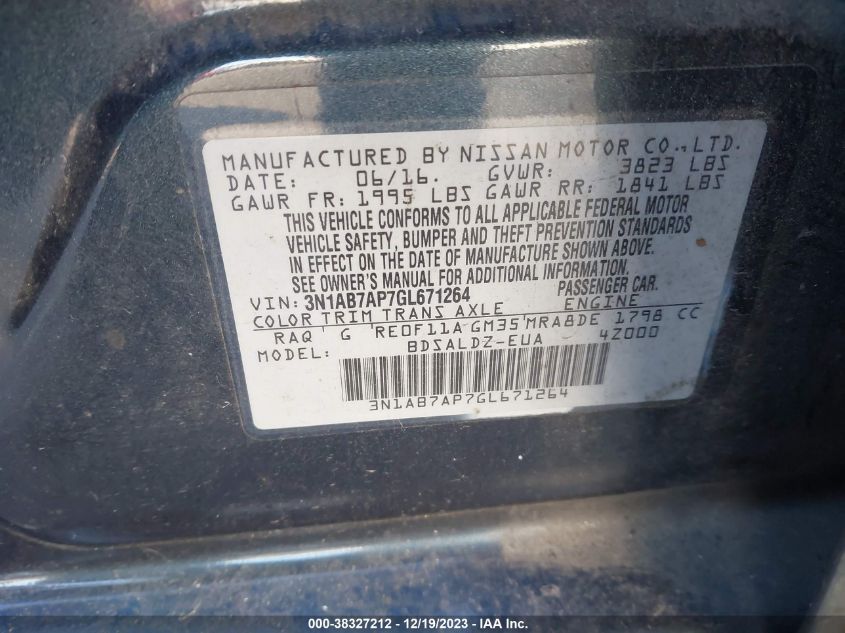 MANUFACTURED BY NISSAN MOTOR CO., LTD.
DATE: 06/16. GVWR: 3823 LBS
GAWR FR: 1995 LBS GAWR RR: 1841 LBS
THIS VEHICLE CONFORMS TO ALL APPLICABLE FEDERAL MOTOR
VEHICLE SAFETY, BUMPER AND THEFT PREVENTION STANDARDS
IN EFFECT ON THE DATE OF MANUFACTURE SHOWN ABOVE.
SEE OWNER'S MANUAL FOR ADDITIONAL INFORMATION.
VIN: 3N1AB7AP7GL671264 PASSENGER CAR.
COLOR TRIM TRANS AXLE ENGINE
RAQ G RE0F11A GM35 MRA8DE 1798 CC
MODEL: BDSALDZ-EUA 4Z000
3N1AB7AP7GL671264
000-38327212 - 12/19/2023 - IAAI.com